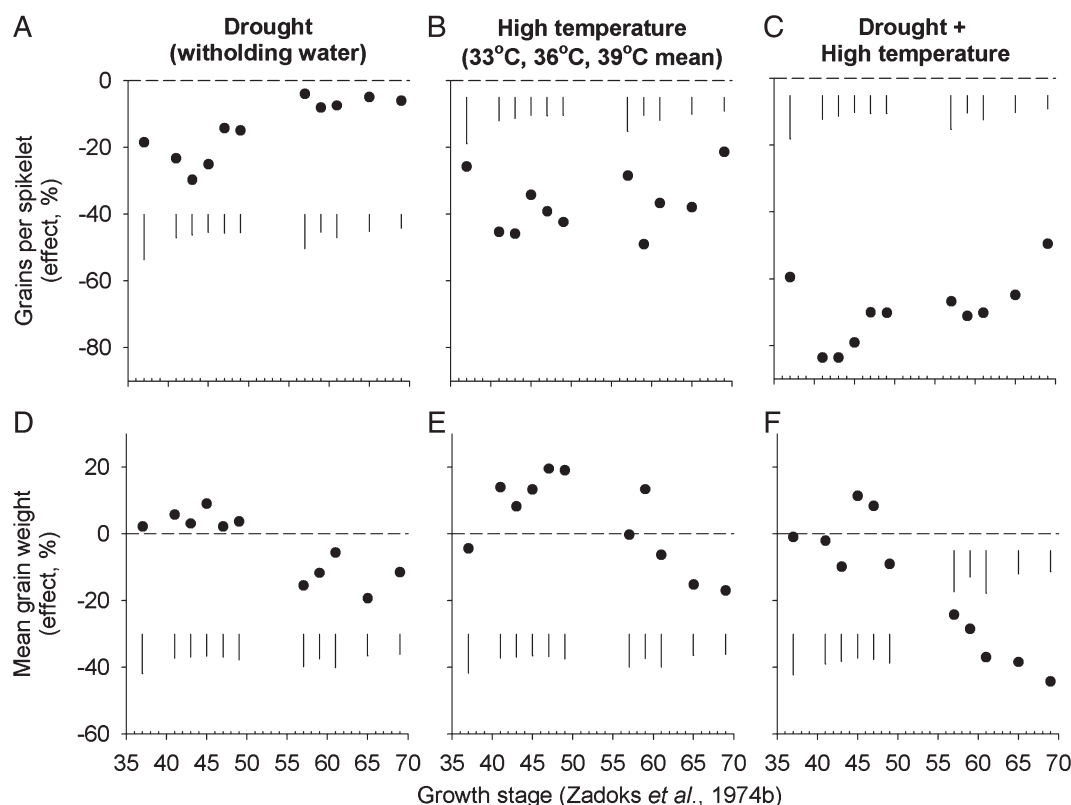 A
Drought
(witholding water)
B
High temperature
(33°C, 36°C, 39°C mean)
C
Drought +
High temperature
Grains per spikelet
(effect, %)
0
-20
-40
-60
-80
D
E
F
Mean grain weight
(effect, %)
20
0
-20
-40
-60
35 40 45 50 55 60 65 70
35 40 45 50 55 60 65 70
35 40 45 50 55 60 65 70
Growth stage (Zadoks et al., 1974b)